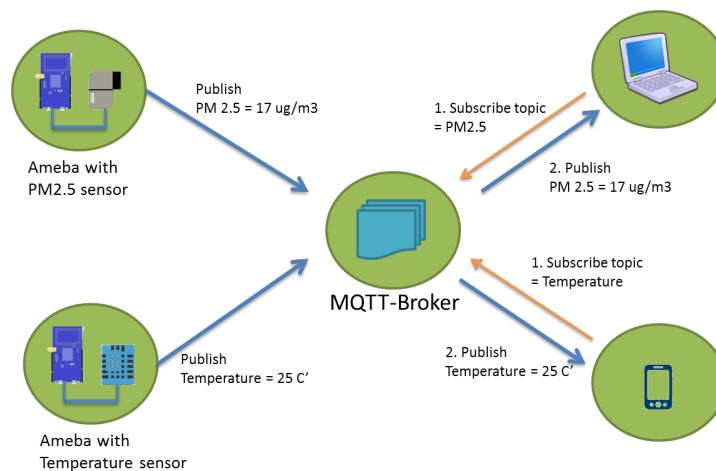 Publish
PM 2.5 = 17 ug/m3
Ameba with
PM2.5 sensor
1. Subscribe topic
= PM2.5
2. Publish
PM 2.5 = 17 ug/m3
MQTT-Broker
1. Subscribe topic
= Temperature
Publish
Temperature = 25 C’
2. Publish
Temperature = 25 C’
Ameba with
Temperature sensor